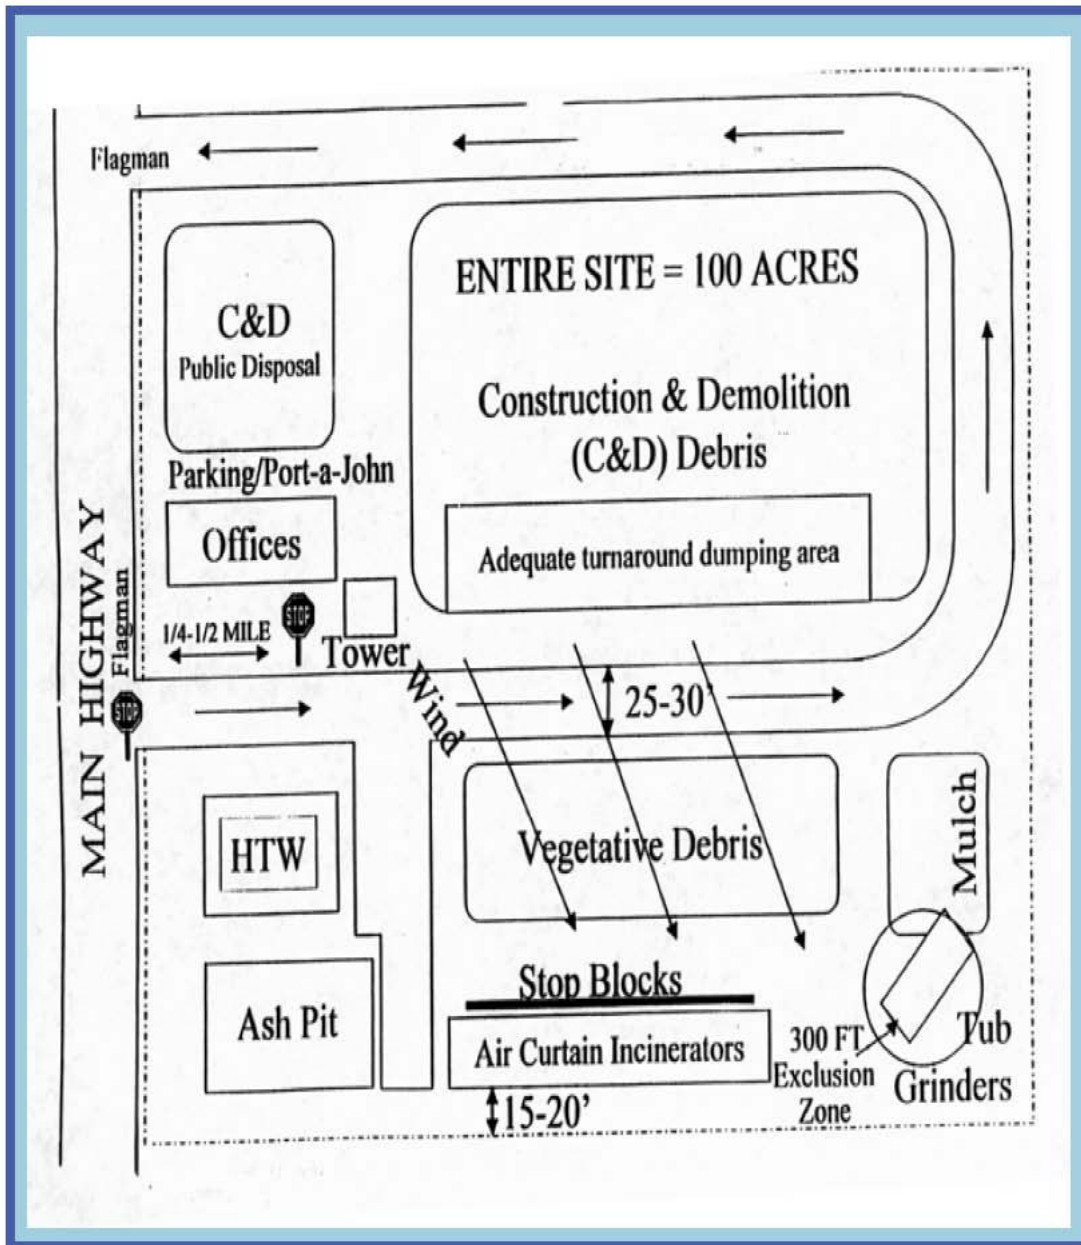 Flagman
ENTIRE SITE = 100 ACRES
C&D
Public Disposal
Construction & Demolition
(C&D) Debris
Parking/Port-a-John
Offices
Adequate turnaround dumping area
MAIN HIGHWAY
Flagman
1/4-1/2 MILE
STOP
Tower
Wind
25-30'
STOP
HTW
Vegetative Debris
Mulch
Ash Pit
Stop Blocks
Air Curtain Incinerators
300 FT
Exclusion
Zone
Tub
Grinders
15-20'